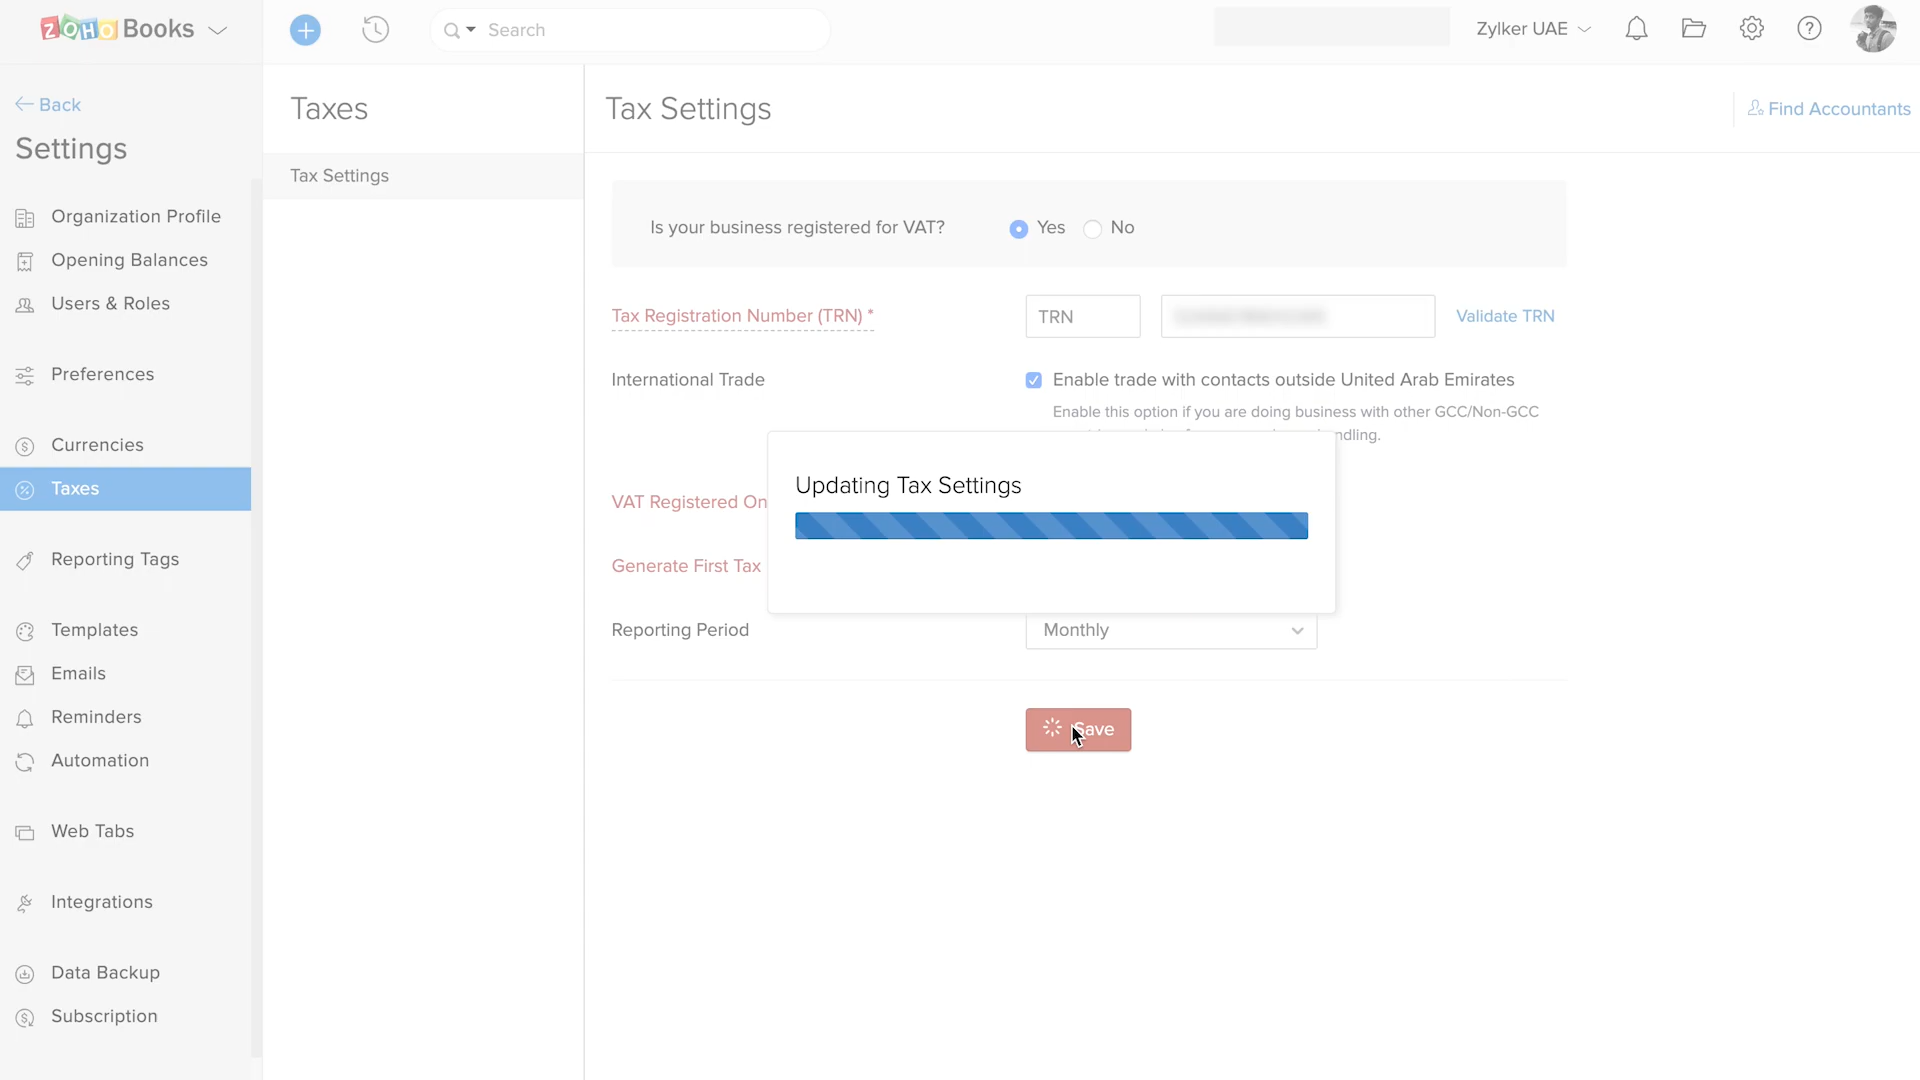 ZOHO Books
Search
Zylker UAE
Back
Settings
Organization Profile
Opening Balances
Users & Roles
Preferences
Currencies
Taxes
Reporting Tags
Templates
Emails
Reminders
Automation
Web Tabs
Integrations
Data Backup
Subscription
Taxes
Tax Settings
Tax Settings
Find Accountants
Is your business registered for VAT? Yes No
Tax Registration Number (TRN) * TRN Validate TRN
International Trade Enable trade with contacts outside United Arab Emirates
Enable this option if you are doing business with other GCC/Non-GCC
ndling.
Updating Tax Settings
VAT Registered On
Generate First Tax
Reporting Period Monthly
Save